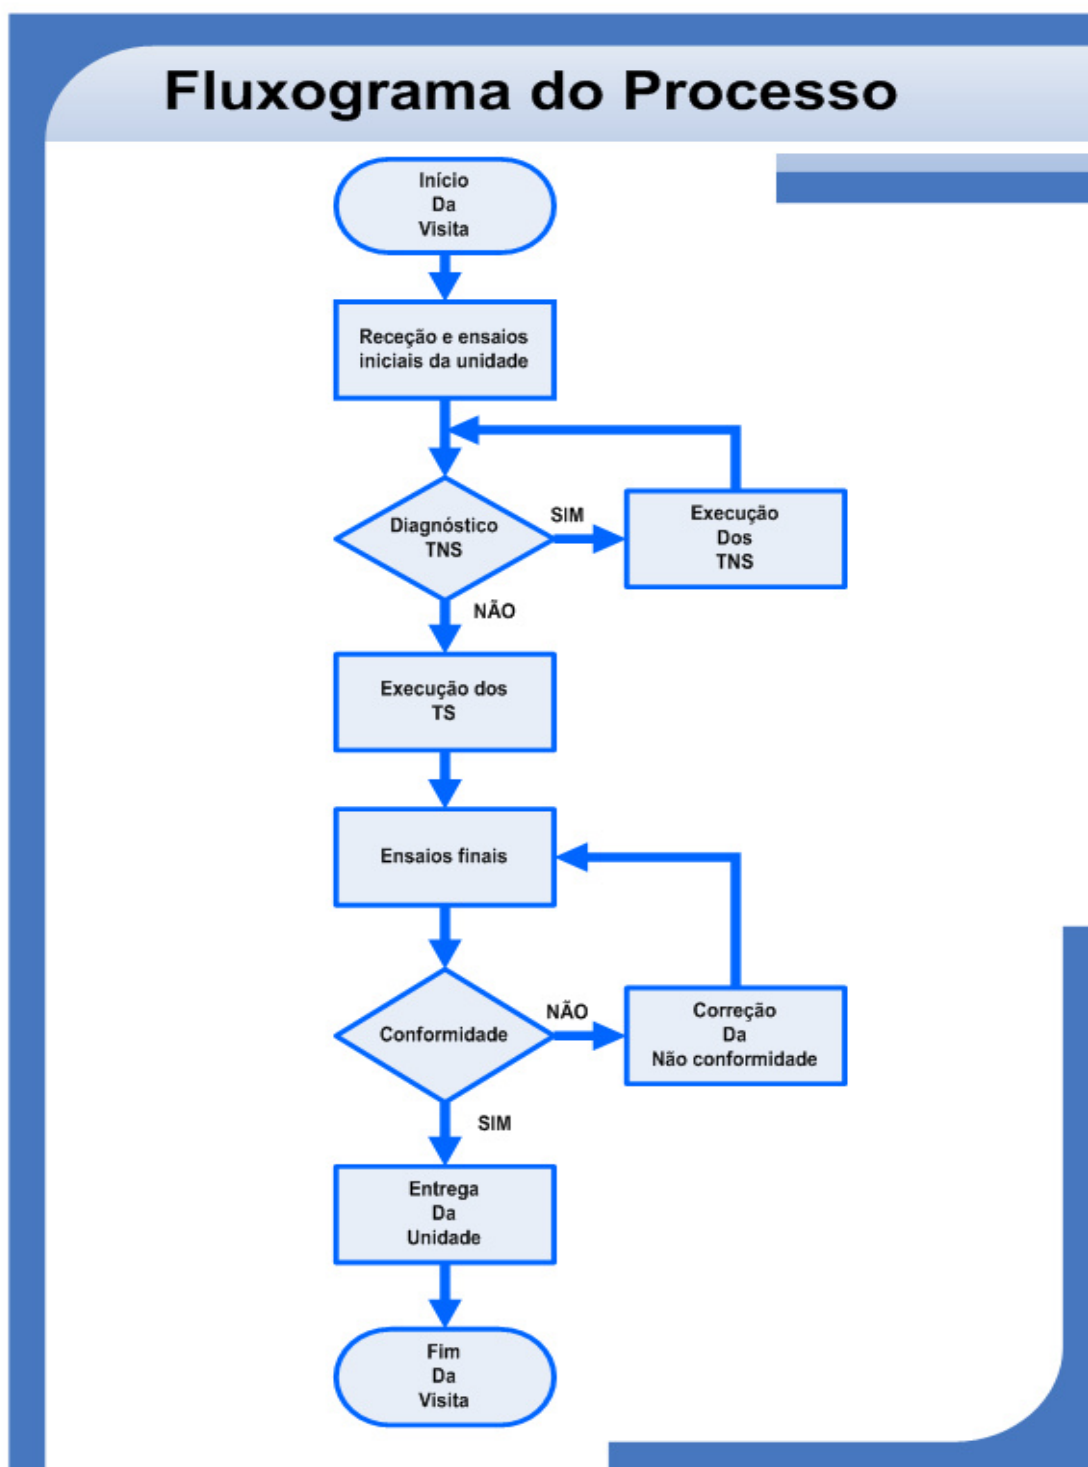 Fluxograma do Processo
Início
Da
Visita
Receção e ensaios
iniciais da unidade
Diagnóstico
TNS
SIM
Execução
Dos
TNS
NÃO
Execução dos
TS
Ensaios finais
Conformidade
NÃO
Correção
Da
Não conformidade
SIM
Entrega
Da
Unidade
Fim
Da
Visita